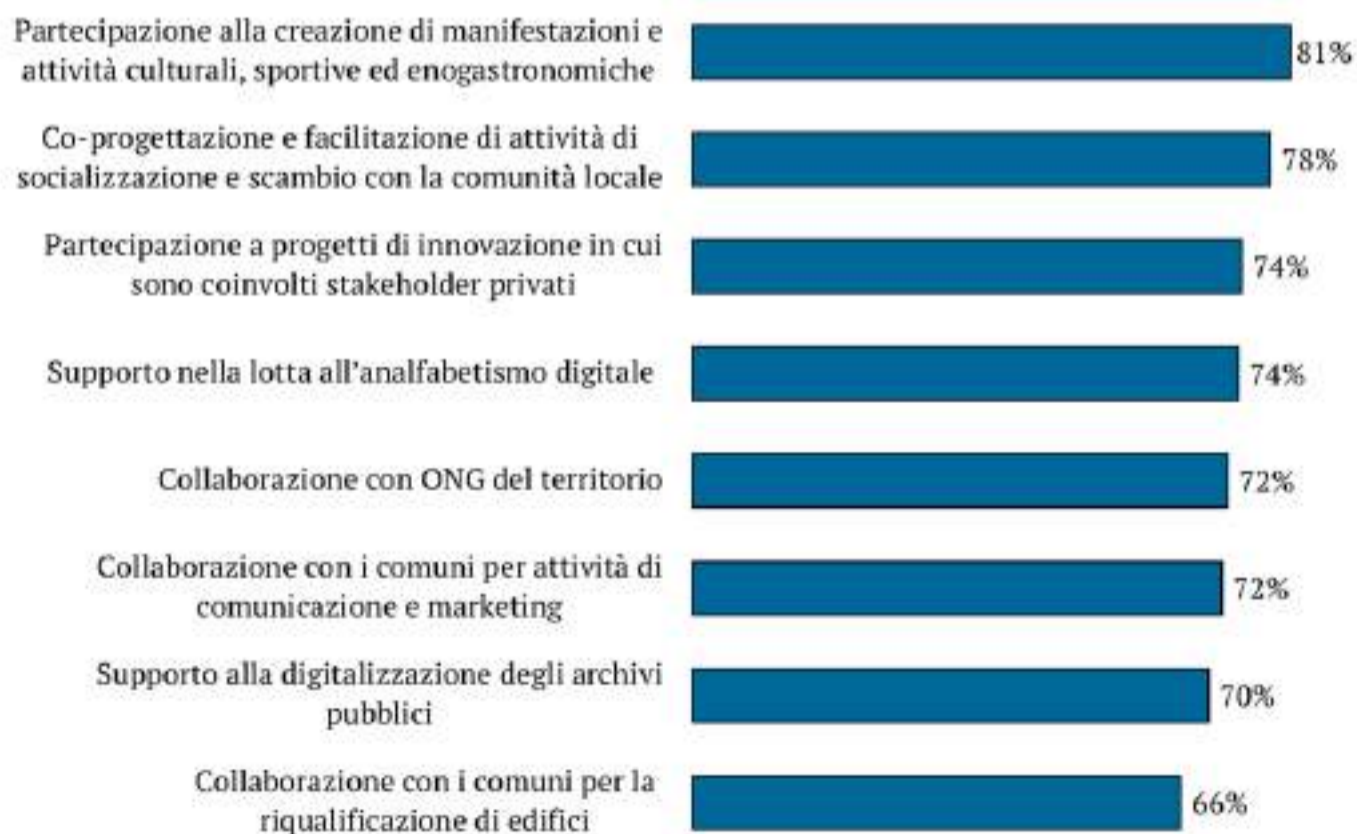 Partecipazione alla creazione di manifestazioni e
attività culturali, sportive ed enogastronomiche
81%
Co-progettazione e facilitazione di attività di
socializzazione e scambio con la comunità locale
78%
Partecipazione a progetti di innovazione in cui
sono coinvolti stakeholder privati
74%
Supporto nella lotta all'analfabetismo digitale
74%
Collaborazione con ONG del territorio
72%
Collaborazione con i comuni per attività di
comunicazione e marketing
72%
Supporto alla digitalizzazione degli archivi
pubblici
70%
Collaborazione con i comuni per la
riqualificazione di edifici
66%